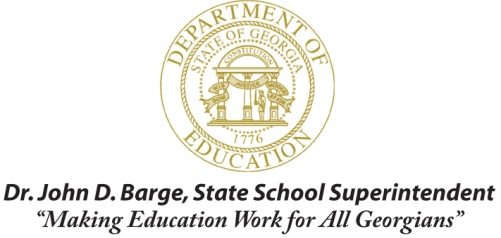 DEPARTMENT OF
STATE OF GEORGIA
CONSTITUTION
1776
EDUCATION
Dr. John D. Barge, State School Superintendent
“Making Education Work for All Georgians”